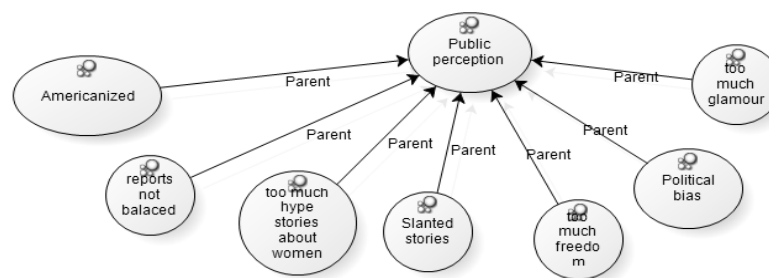 Public
perception
too
much
glamour
Americanized
Parent
Parent
Parent
Parent
Parent
Parent
Parent
reports
not
balaced
too much
hype
stories
about
women
Slanted
stories
too
much
freedo
m
Political
bias